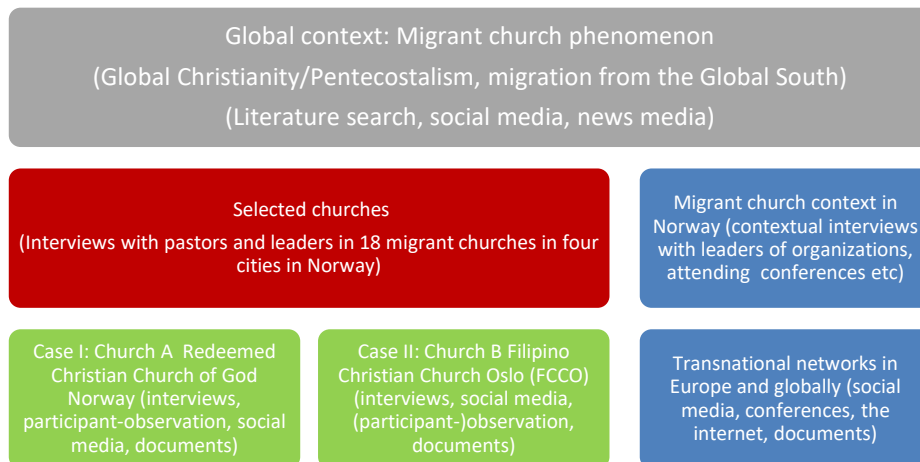 Global context: Migrant church phenomenon
(Global Christianity/Pentecostalism, migration from the Global South)
(Literature search, social media, news media)
Selected churches
(Interviews with pastors and leaders in 18 migrant churches in four
cities in Norway)
Migrant church context in
Norway (contextual interviews
with leaders of organizations,
attending conferences etc)
Case I: Church A Redeemed
Christian Church of God
Norway (interviews,
participant-observation, social
media, documents)
Case II: Church B Filipino
Christian Church Oslo (FCCO)
(interviews, social media,
(participant-)observation,
documents)
Transnational networks in
Europe and globally (social
media, conferences, the
internet, documents)